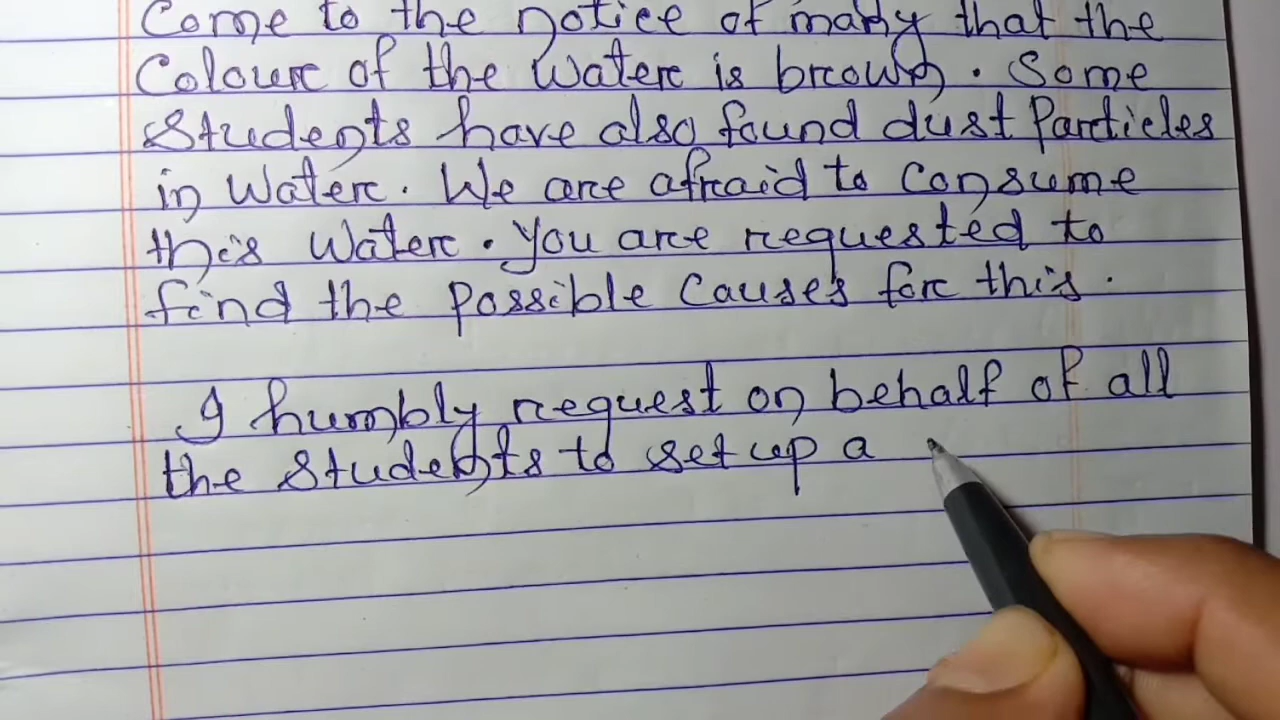 Come to the notice of many that the
Colour of the Water is brown. Some
Students have also found dust Particles
in Water. We are afraid to Consume
this Water. You are requested to
find the Possible Causes for this.
I humbly request on behalf of all
the Students to set up a